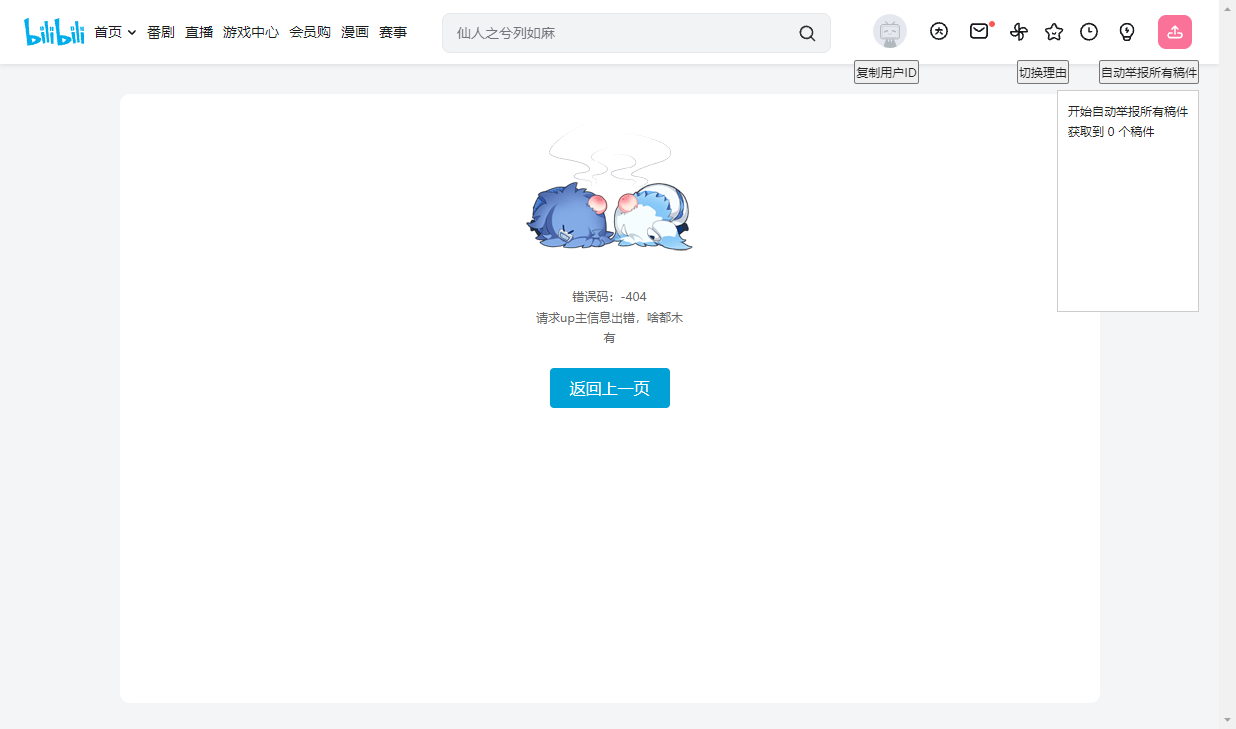 bilibili 首页 番剧 直播 游戏中心 会员购 漫画 赛事 仙人之兮列如麻
复制用户ID 切换理由 自动举报所有稿件
开始自动举报所有稿件
获取到 0 个稿件
错误码：-404
请求up主信息出错，啥都木
有
返回上一页